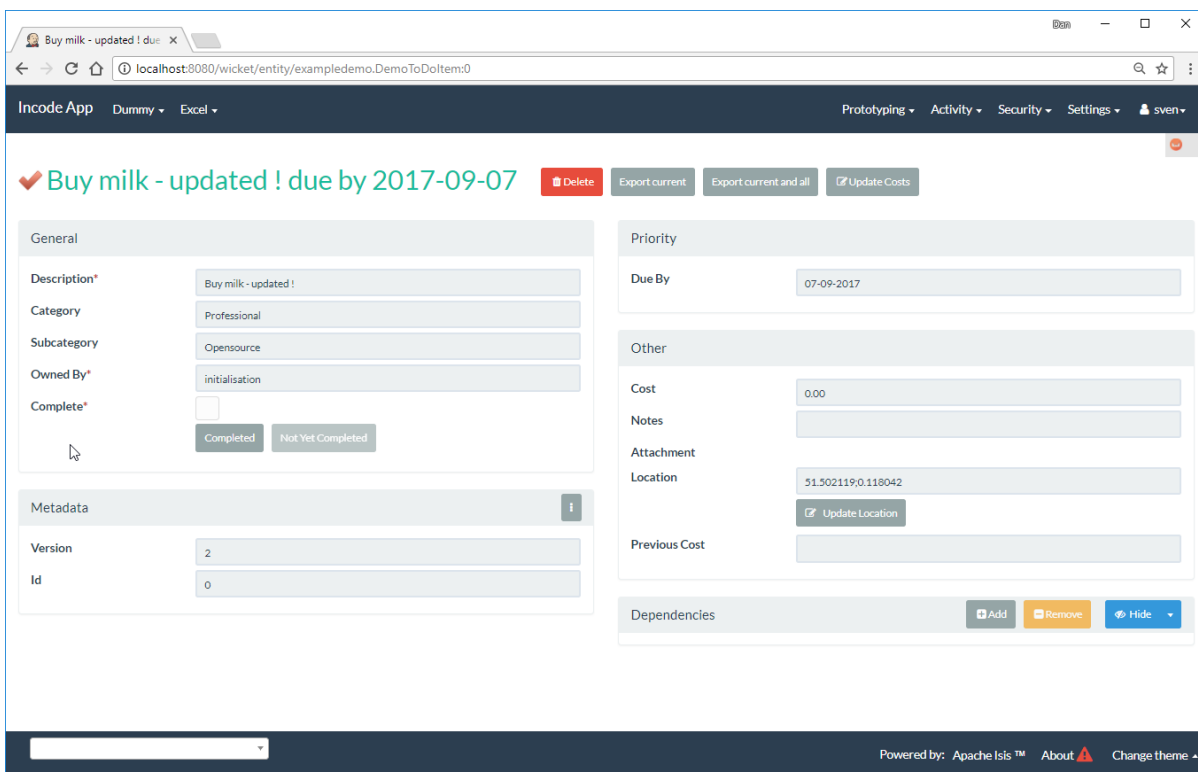 Buy milk - updated ! due
Dan
localhost:8080/wicket/entity/exampledemo.DemoToDoItem:0
Incode App Dummy Excel Prototyping Activity Security Settings sven
Buy milk - updated ! due by 2017-09-07 Delete Export current Export current and all Update Costs
General
Description* Buy milk - updated !
Category Professional
Subcategory Opensource
Owned By* initialisation
Complete*
Completed Not Yet Completed
Metadata
Version 2
Id 0
Priority
Due By 07-09-2017
Other
Cost 0.00
Notes
Attachment
Location 51.502119;0.118042
Update Location
Previous Cost
Dependencies Add Remove Hide
Powered by: Apache Isis ™ About Change theme